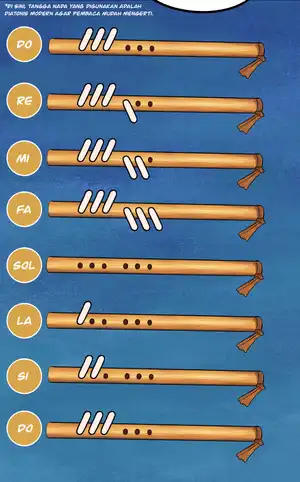 *DI SINI, TANGGA NADA YANG DIGUNAKAN ADALAH
DIATONIS MODERN AGAR PEMBACA MUDAH MENGERTI.
DO
RE
MI
FA
SOL
LA
SI
DO